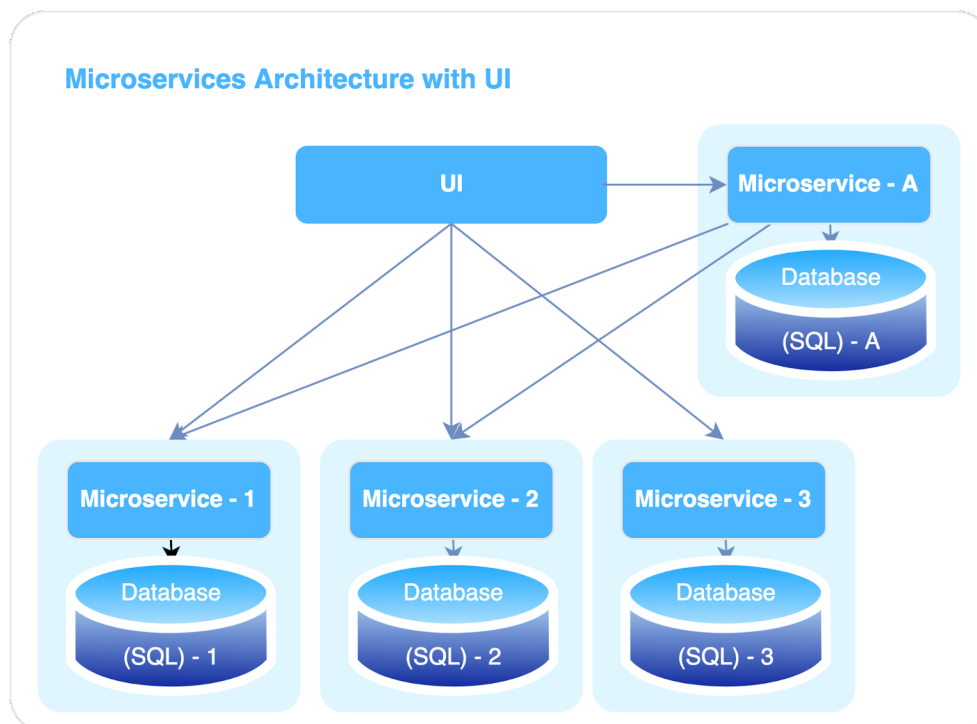 Microservices Architecture with UI
UI
Microservice - A
Database
(SQL) - A
Microservice - 1
Database
(SQL) - 1
Microservice - 2
Database
(SQL) - 2
Microservice - 3
Database
(SQL) - 3